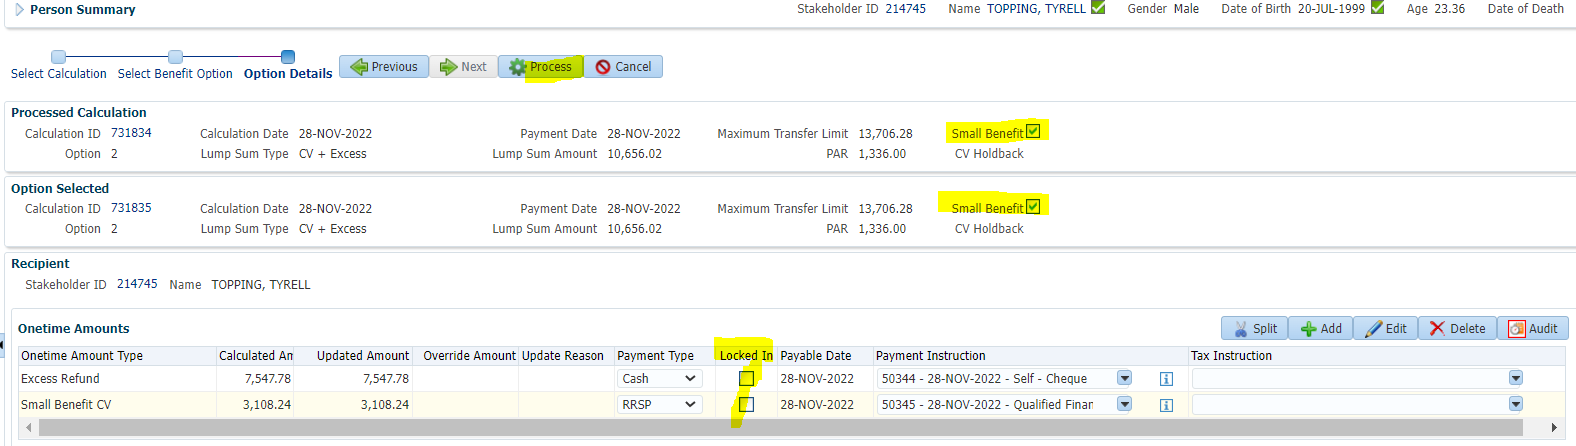 Person Summary Stakeholder ID 214745 Name TOPPING, TYRELL Gender Male Date of Birth 20-JUL-1999 Age 23.36 Date of Death
Select Calculation Select Benefit Option Option Details Previous Next Process Cancel
Processed Calculation
Calculation ID 731834 Calculation Date 28-NOV-2022 Payment Date 28-NOV-2022 Maximum Transfer Limit 13,706.28 Small Benefit
Option 2 Lump Sum Type CV + Excess Lump Sum Amount 10,656.02 PAR 1,336.00 CV Holdback
Option Selected
Calculation ID 731835 Calculation Date 28-NOV-2022 Payment Date 28-NOV-2022 Maximum Transfer Limit 13,706.28 Small Benefit
Option 2 Lump Sum Type CV + Excess Lump Sum Amount 10,656.02 PAR 1,336.00 CV Holdback
Recipient
Stakeholder ID 214745 Name TOPPING, TYRELL
Onetime Amounts Split Add Edit Delete Audit
Onetime Amount Type Calculated Am Updated Amount Override Amount Update Reason Payment Type Locked In Payable Date Payment Instruction Tax Instruction
Excess Refund 7,547.78 7,547.78 Cash 28-NOV-2022 50344 - 28-NOV-2022 - Self - Cheque
Small Benefit CV 3,108.24 3,108.24 RRSP 28-NOV-2022 50345 - 28-NOV-2022 - Qualified Finan